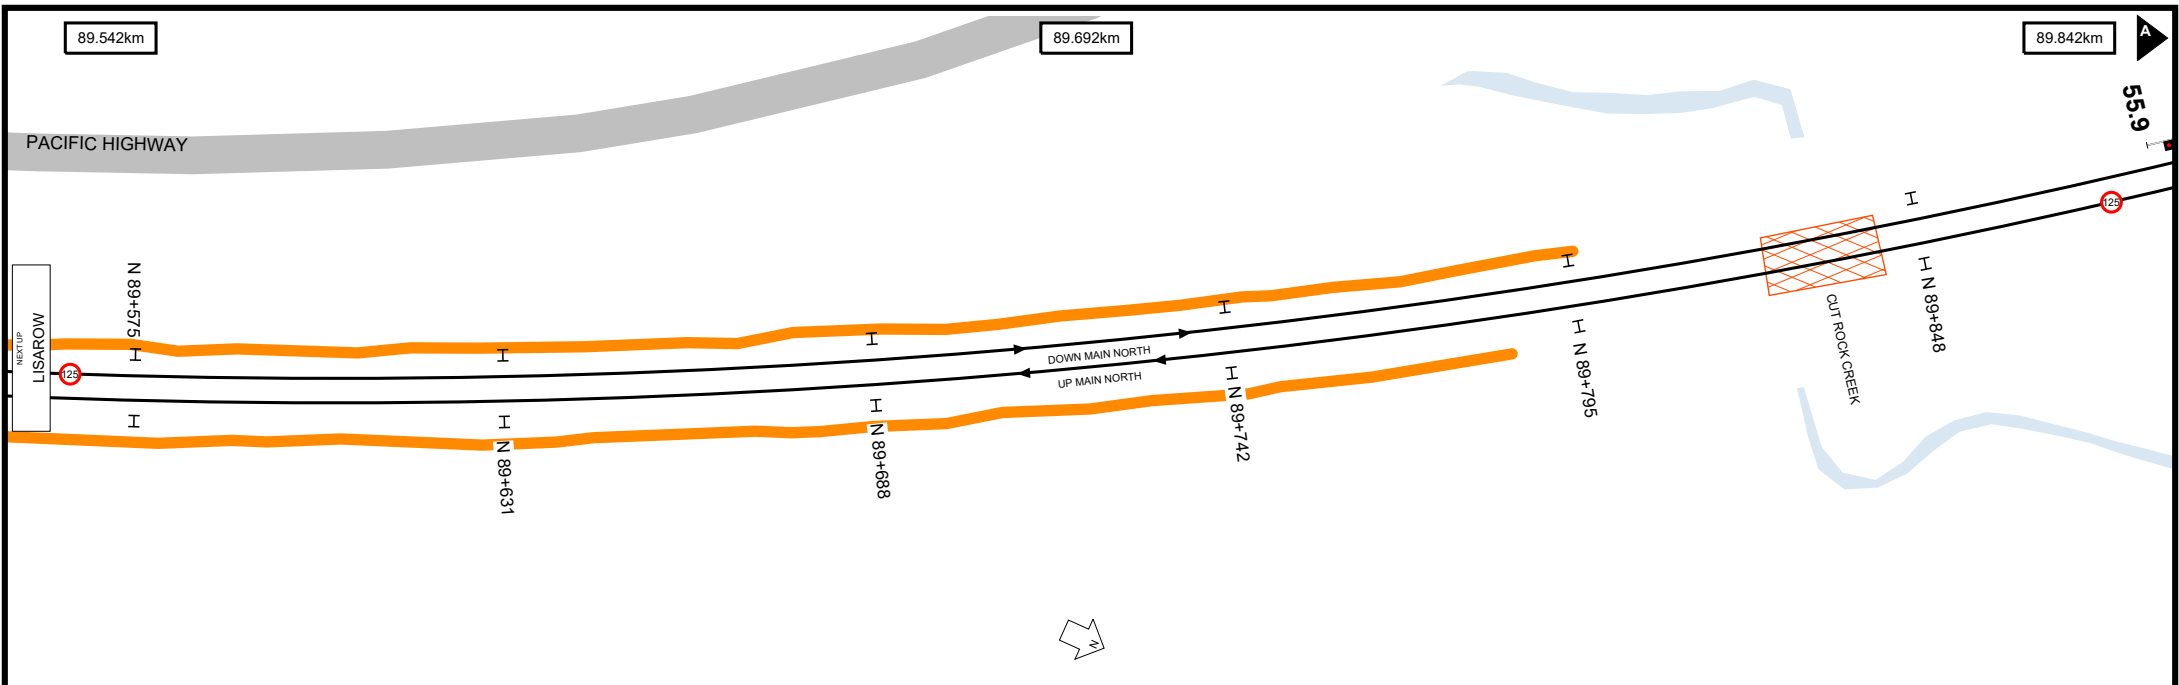 89.542km
89.692km
89.842km
A
55.9
PACIFIC HIGHWAY
125
N 89+575
NEXT UP
LISAROW
125
DOWN MAIN NORTH
UP MAIN NORTH
N 89+631
N 89+688
N 89+742
N 89+795
CUT ROCK CREEK
N 89+848
N